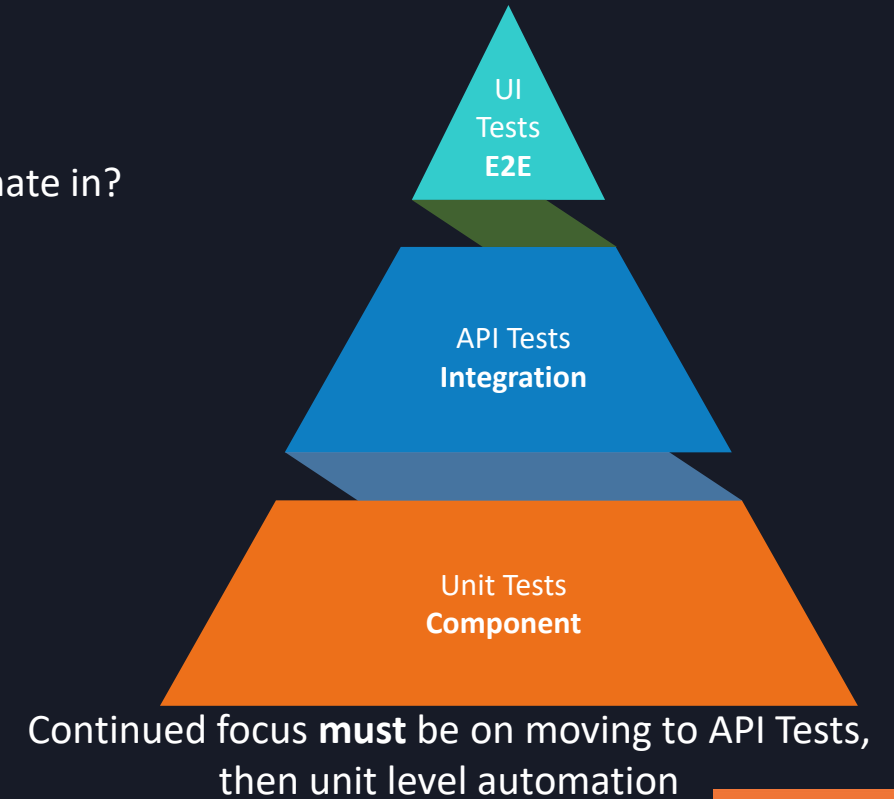 UI
Tests
E2E
in?
API Tests
Integration
Unit Tests
Component
Continued focus must be on moving to API Tests,
then unit level automation